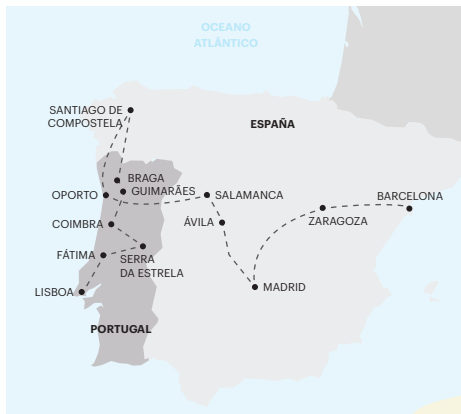 OCEANO
ATLÂNTICO
SANTIAGO DE
COMPOSTELA
ESPAÑA
BRAGA
GUIMARÃES
OPORTO
SALAMANCA
BARCELONA
ÁVILA
ZARAGOZA
COIMBRA
FÁTIMA
SERRA
DA ESTRELA
LISBOA
MADRID
PORTUGAL